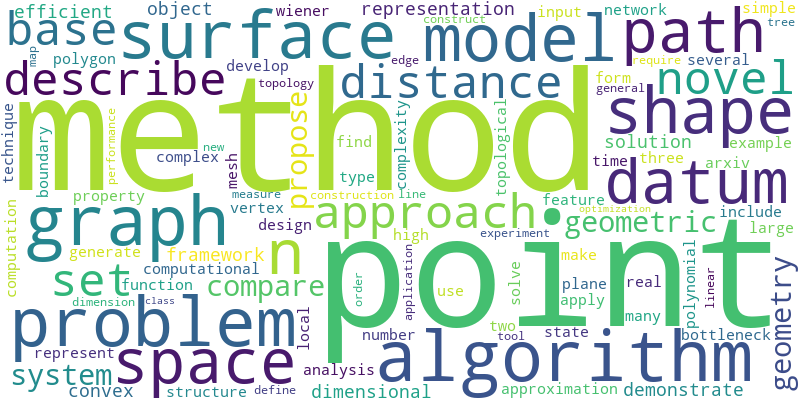 efficient object wiener representation input network simple
map construct tree
base surface model path
polygon develop edge require several
describe topology distance form general novel
technique boundary performance method propose find complexity topological shape
new complex mesh type solution example
time three arxiv
property measure construction line datum
computation graph vertex approach feature include
design high experiment optimization geometric large
generate framework n point
set computational function compare use solve make plane real polynomial linear
dimension class order application apply many
problem local number two state bottleneck geometry
represent space tool algorithm
system analysis
convex structure define dimensional approximation demonstrate